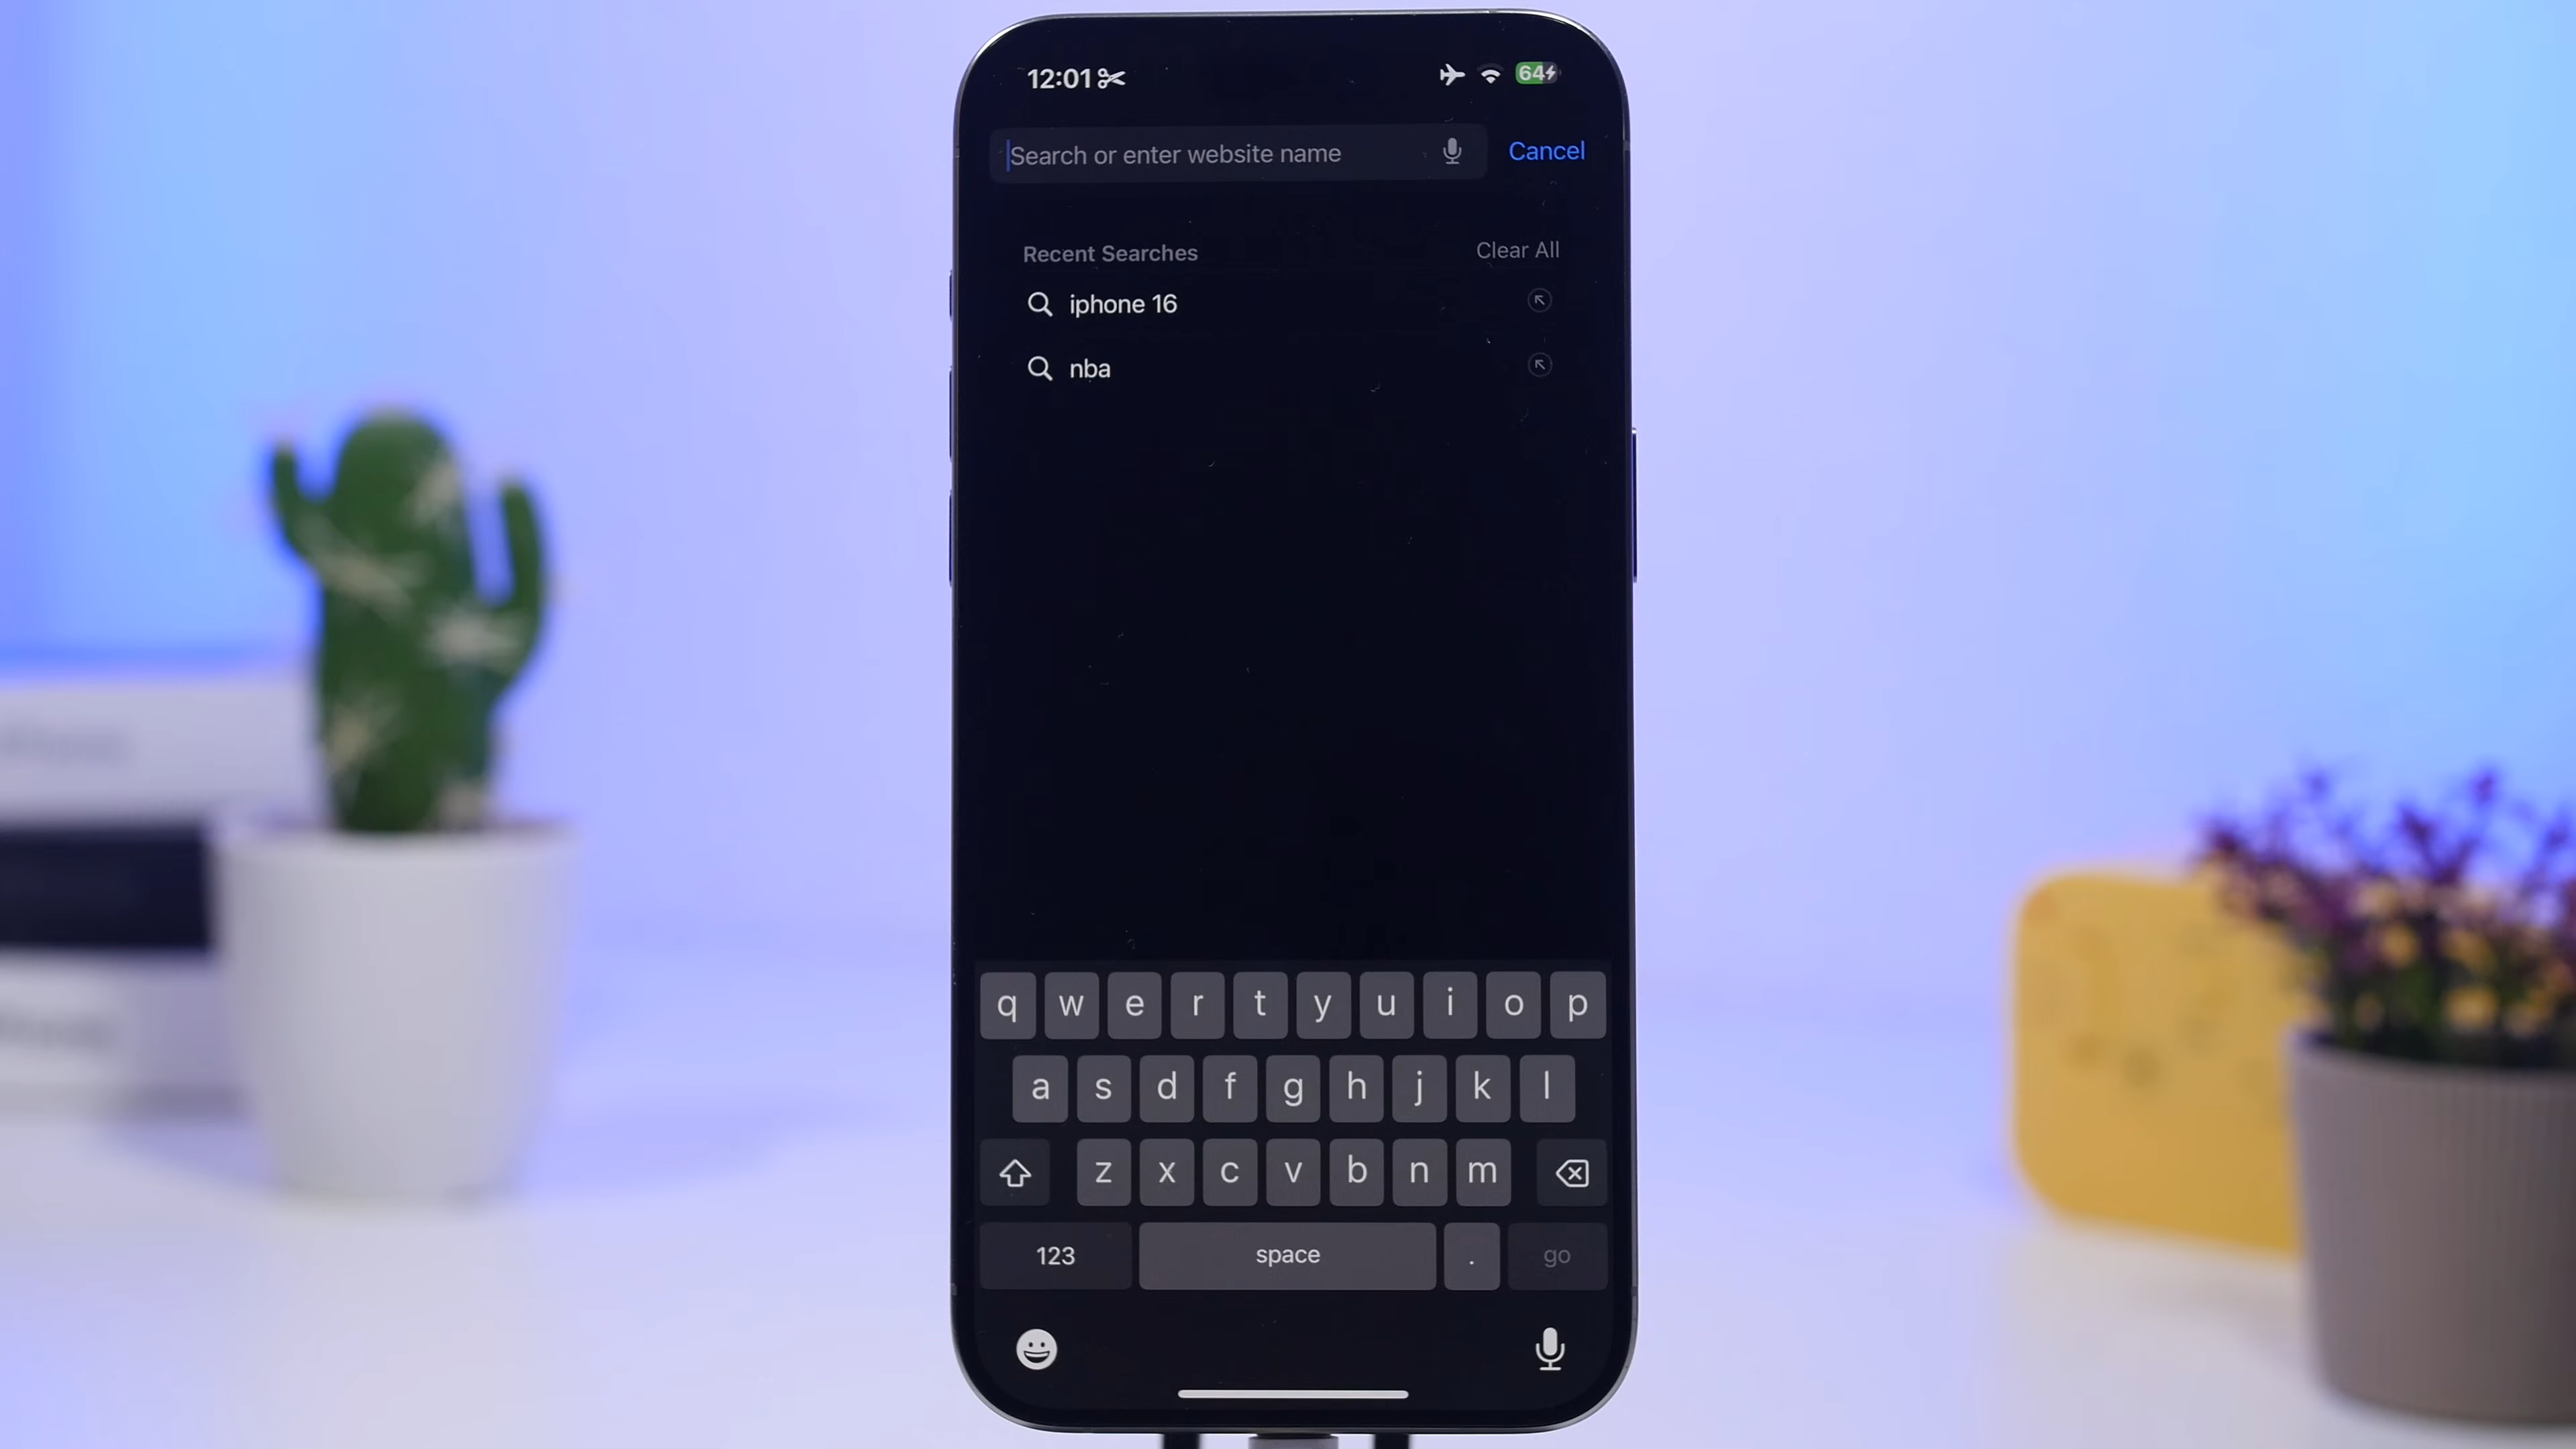 12:01
64
Search or enter website name
Cancel
Recent Searches
Clear All
iphone 16
nba
q w e r t y u i o p
a s d f g h j k l
z x c v b n m
123 space . go